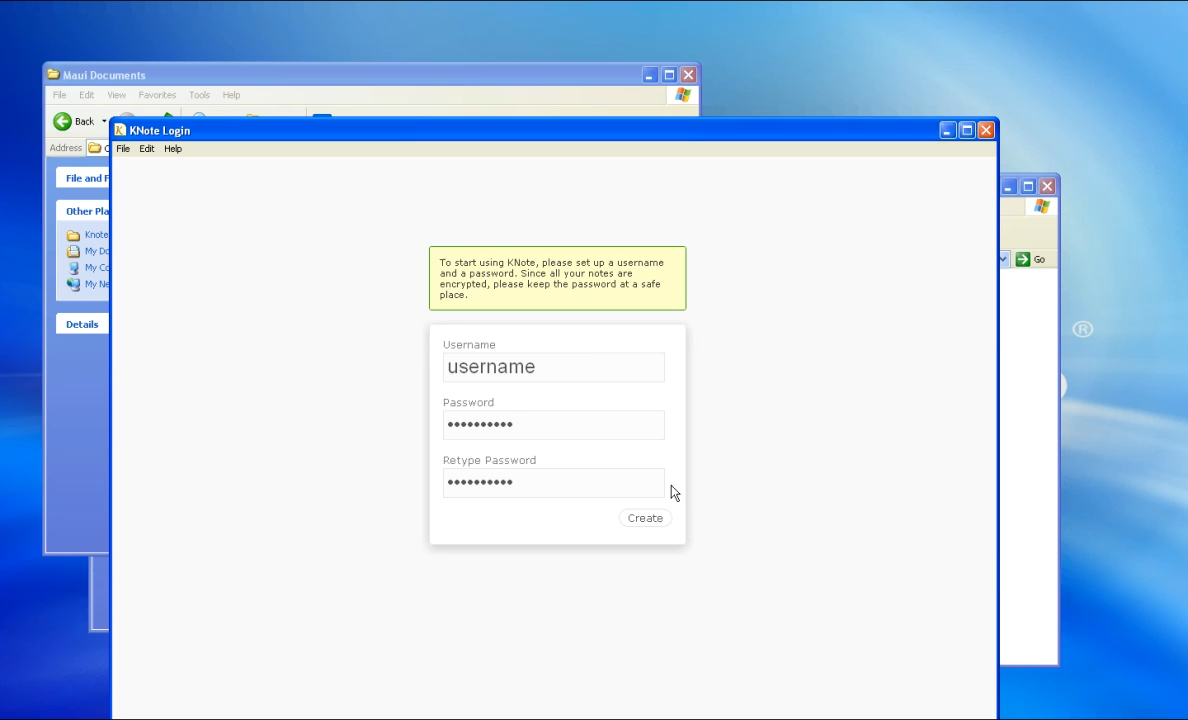 Maui Documents
File Edit View Favorites Tools Help
Back
Address
KNote Login
File Edit Help
File and F
Other Pla
Knote
My Do
My Co
My Ne
Details
Go
®
To start using KNote, please set up a username
and a password. Since all your notes are
encrypted, please keep the password at a safe
place.
Username
username
Password
••••••••••
Retype Password
••••••••••
Create